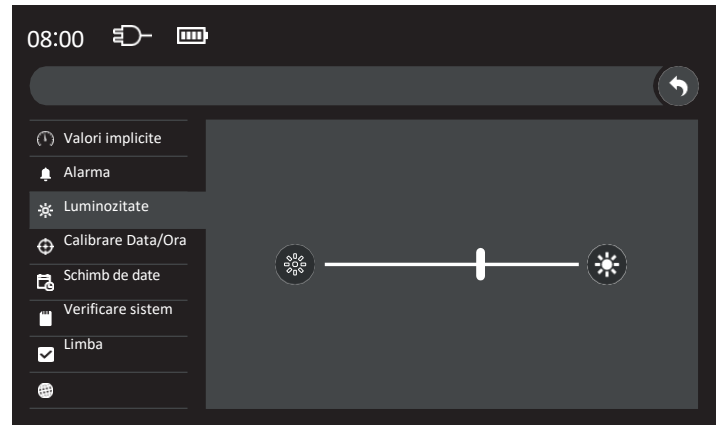 08:00
Valori implicite
Alarma
Luminozitate
Calibrare Data/Ora
Schimb de date
Verificare sistem
Limba